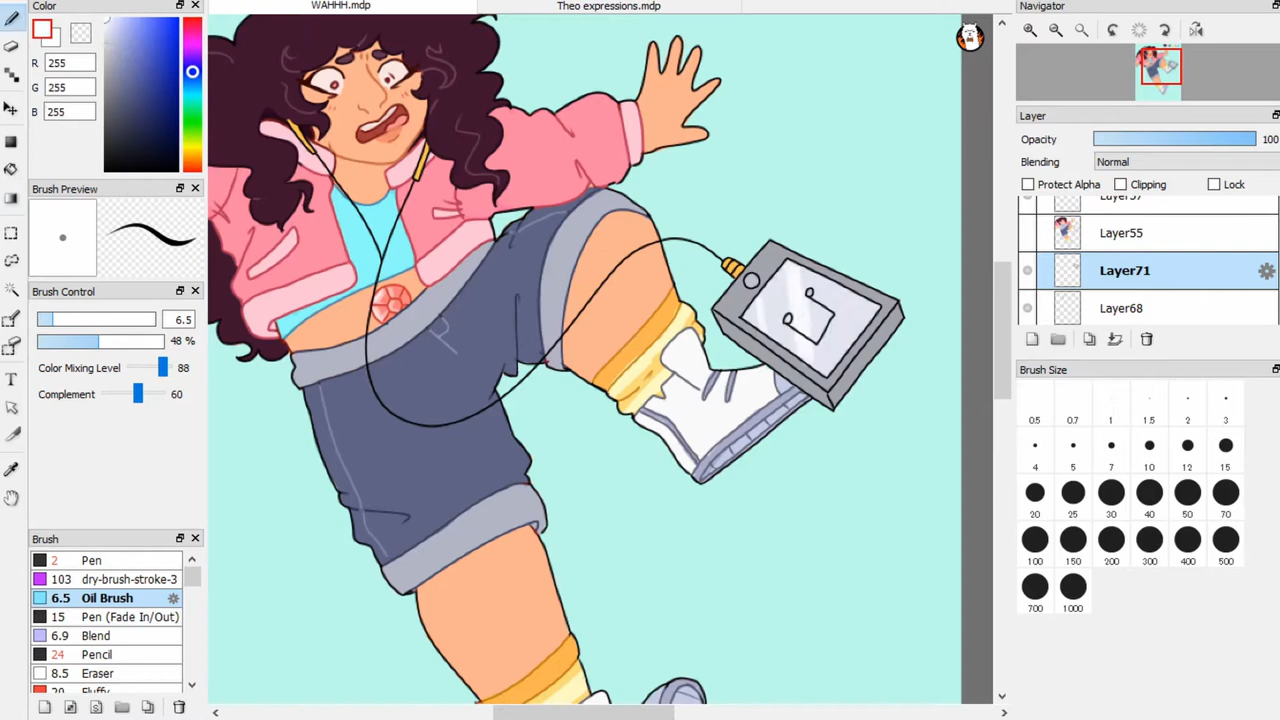 Color
WAHHH.mdp
Theo expressions.mdp
Navigator
R 255
G 255
B 255
Layer
Opacity 100
Blending Normal
Protect Alpha Clipping Lock
Brush Preview
Layer55
Layer71
Layer68
Brush Control
6.5
48 %
Color Mixing Level 88
Complement 60
Brush Size
0.5 0.7 1 1.5 2 3
4 5 7 10 12 15
20 25 30 40 50 70
100 150 200 300 400 500
700 1000
Brush
2 Pen
103 dry-brush-stroke-3
6.5 Oil Brush
15 Pen (Fade In/Out)
6.9 Blend
24 Pencil
8.5 Eraser